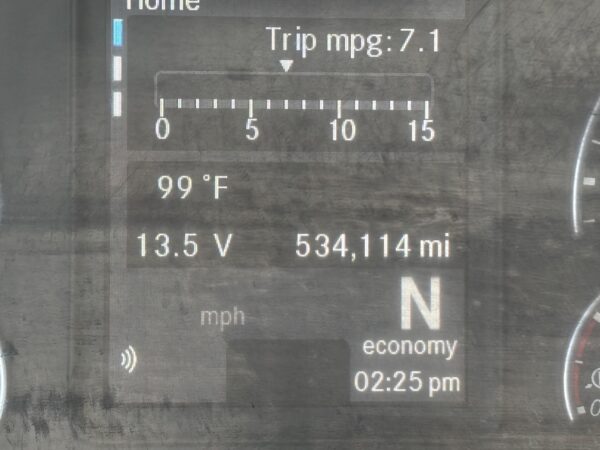 Home
Trip mpg: 7.1
0 5 10 15
99 °F
13.5 V 534,114 mi
mph N
economy
02:25 pm